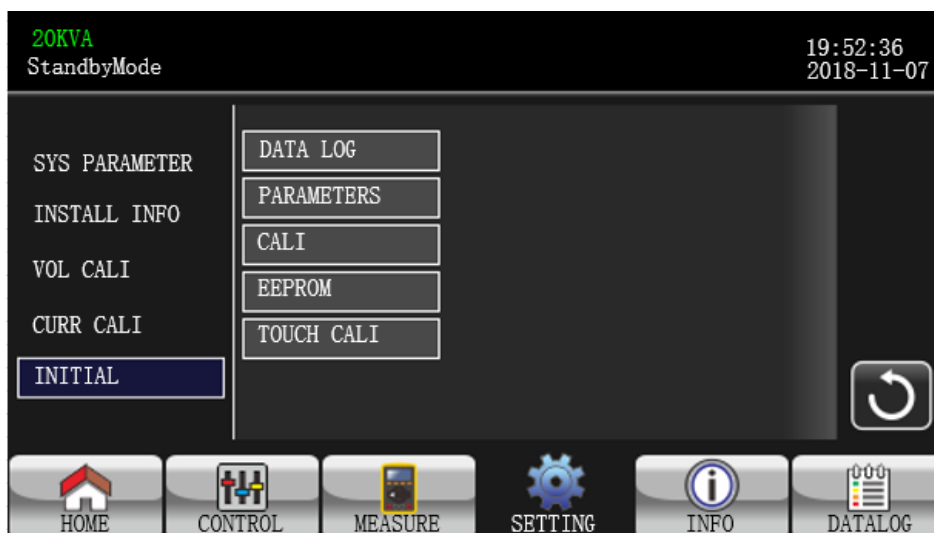 20KVA
StandbyMode
19:52:36
2018-11-07
SYS PARAMETER
INSTALL INFO
VOL CALI
CURR CALI
INITIAL
DATA LOG
PARAMETERS
CALI
EEPROM
TOUCH CALI
HOME
CONTROL
MEASURE
SETTING
INFO
DATALOG